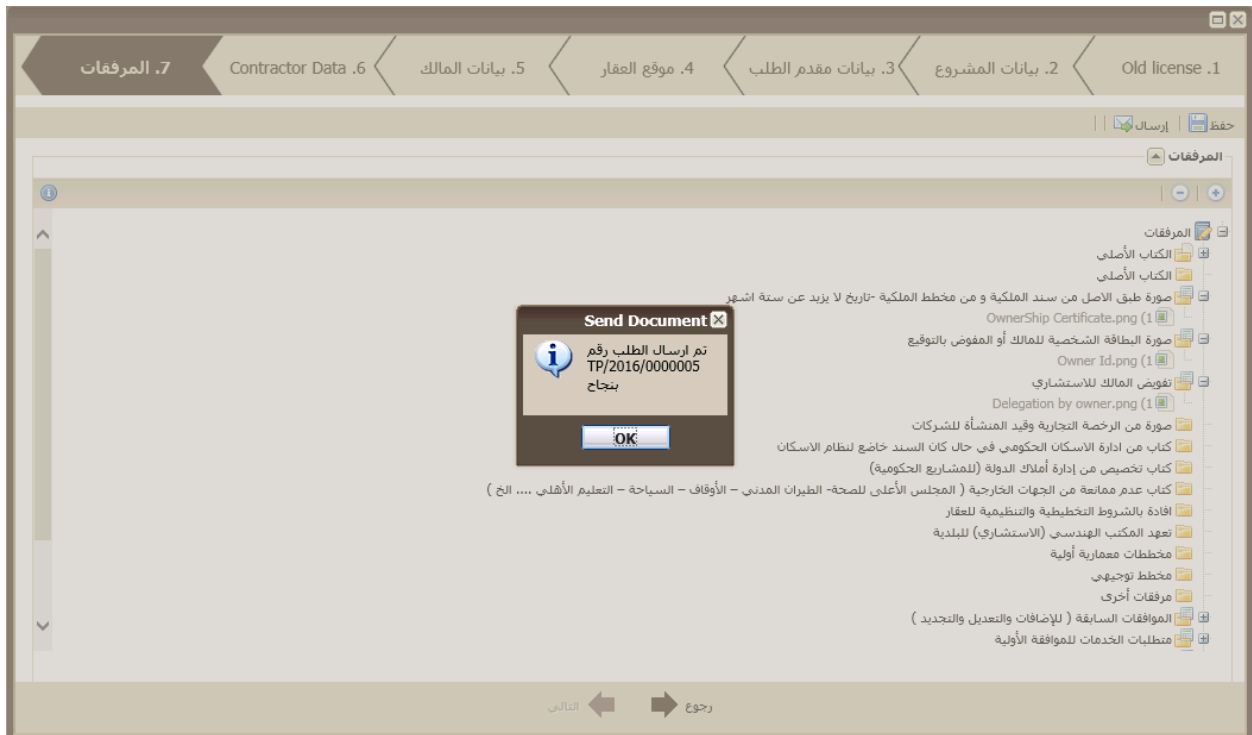 Old license .1
2. بيانات المشروع
3. بيانات مقدم الطلب
4. موقع العقار
5. بيانات المالك
Contractor Data .6
7. المرفقات
حفظ | إرسال | |
المرفقات
المرفقات
الكتاب الأصلي
الكتاب الأصلي
صورة طبق الاصل من سند الملكية و من مخطط الملكية -تاريخ لا يزيد عن ستة اشهر
OwnerShip Certificate.png (1
صورة البطاقة الشخصية للمالك أو المفوض بالتوقيع
Owner Id.png (1
تفويض المالك للاستشاري
Delegation by owner.png (1
صورة من الرخصة التجارية وقيد المنشأة للشركات
كتاب من ادارة الاسكان الحكومي في حال كان السند خاضع لنظام الاسكان
كتاب تخصيص من إدارة أملاك الدولة (للمشاريع الحكومية)
كتاب عدم ممانعة من الجهات الخارجية ( المجلس الأعلى للصحة- الطيران المدني – الأوقاف – السياحة – التعليم الأهلي .... الخ )
افادة بالشروط التخطيطية والتنظيمية للعقار
تعهد المكتب الهندسي (الاستشاري) للبلدية
مخططات معمارية أولية
مخطط توجيهي
مرفقات أخرى
الموافقات السابقة ( للإضافات والتعديل والتجديد )
متطلبات الخدمات للموافقة الأولية
Send Document
تم ارسال الطلب رقم
TP/2016/0000005
بنجاح
OK
رجوع
التالي